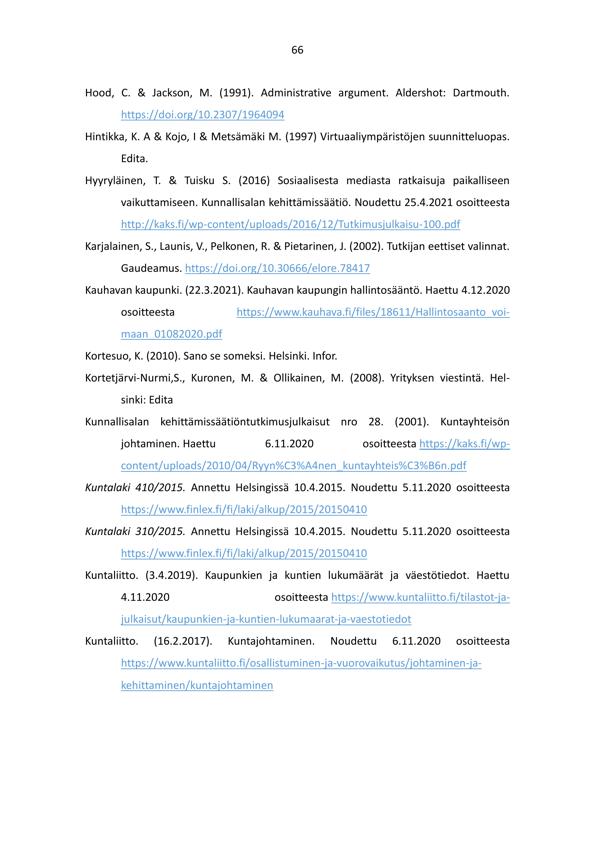 66
Hood, C. & Jackson, M. (1991). Administrative argument. Aldershot: Dartmouth.
https://doi.org/10.2307/1964094
Hintikka, K. A & Kojo, I & Metsämäki M. (1997) Virtuaaliympäristöjen suunnitteluopas.
Edita.
Hyyryläinen, T. & Tuisku S. (2016) Sosiaalisesta mediasta ratkaisuja paikalliseen
vaikuttamiseen. Kunnallisalan kehittämissäätiö. Noudettu 25.4.2021 osoitteesta
http://kaks.fi/wp-content/uploads/2016/12/Tutkimusjulkaisu-100.pdf
Karjalainen, S., Launis, V., Pelkonen, R. & Pietarinen, J. (2002). Tutkijan eettiset valinnat.
Gaudeamus. https://doi.org/10.30666/elore.78417
Kauhavan kaupunki. (22.3.2021). Kauhavan kaupungin hallintosääntö. Haettu 4.12.2020
osoitteesta https://www.kauhava.fi/files/18611/Hallintosaanto_voi-
maan_01082020.pdf
Kortesuo, K. (2010). Sano se someksi. Helsinki. Infor.
Kortetjärvi-Nurmi,S., Kuronen, M. & Ollikainen, M. (2008). Yrityksen viestintä. Hel-
sinki: Edita
Kunnallisalan kehittämissäätiöntutkimusjulkaisut nro 28. (2001). Kuntayhteisön
johtaminen. Haettu 6.11.2020 osoitteesta https://kaks.fi/wp-
content/uploads/2010/04/Ryyn%C3%A4nen_kuntayhteis%C3%B6n.pdf
Kuntalaki 410/2015. Annettu Helsingissä 10.4.2015. Noudettu 5.11.2020 osoitteesta
https://www.finlex.fi/fi/laki/alkup/2015/20150410
Kuntalaki 310/2015. Annettu Helsingissä 10.4.2015. Noudettu 5.11.2020 osoitteesta
https://www.finlex.fi/fi/laki/alkup/2015/20150410
Kuntaliitto. (3.4.2019). Kaupunkien ja kuntien lukumäärät ja väestötiedot. Haettu
4.11.2020 osoitteesta https://www.kuntaliitto.fi/tilastot-ja-
julkaisut/kaupunkien-ja-kuntien-lukumaarat-ja-vaestotiedot
Kuntaliitto. (16.2.2017). Kuntajohtaminen. Noudettu 6.11.2020 osoitteesta
https://www.kuntaliitto.fi/osallistuminen-ja-vuorovaikutus/johtaminen-ja-
kehittaminen/kuntajohtaminen